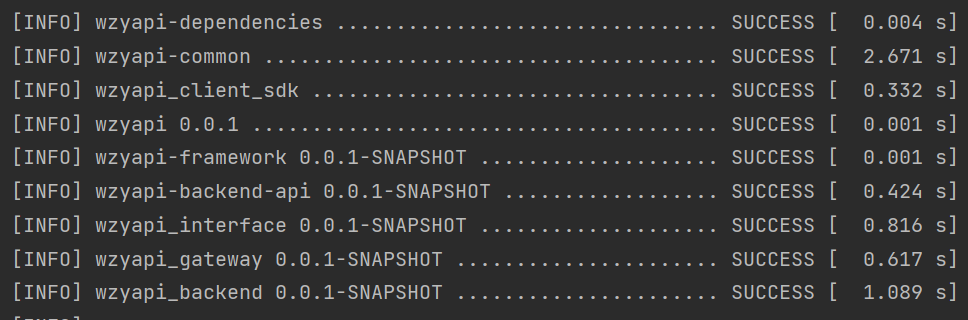 [INFO] wzyapi-dependencies ................................ SUCCESS [  0.004 s]
[INFO] wzyapi-common ...................................... SUCCESS [  2.671 s]
[INFO] wzyapi_client_sdk .................................. SUCCESS [  0.332 s]
[INFO] wzyapi 0.0.1 ....................................... SUCCESS [  0.001 s]
[INFO] wzyapi-framework 0.0.1-SNAPSHOT .................... SUCCESS [  0.001 s]
[INFO] wzyapi-backend-api 0.0.1-SNAPSHOT .................. SUCCESS [  0.424 s]
[INFO] wzyapi_interface 0.0.1-SNAPSHOT .................... SUCCESS [  0.816 s]
[INFO] wzyapi_gateway 0.0.1-SNAPSHOT ...................... SUCCESS [  0.617 s]
[INFO] wzyapi_backend 0.0.1-SNAPSHOT ...................... SUCCESS [  1.089 s]